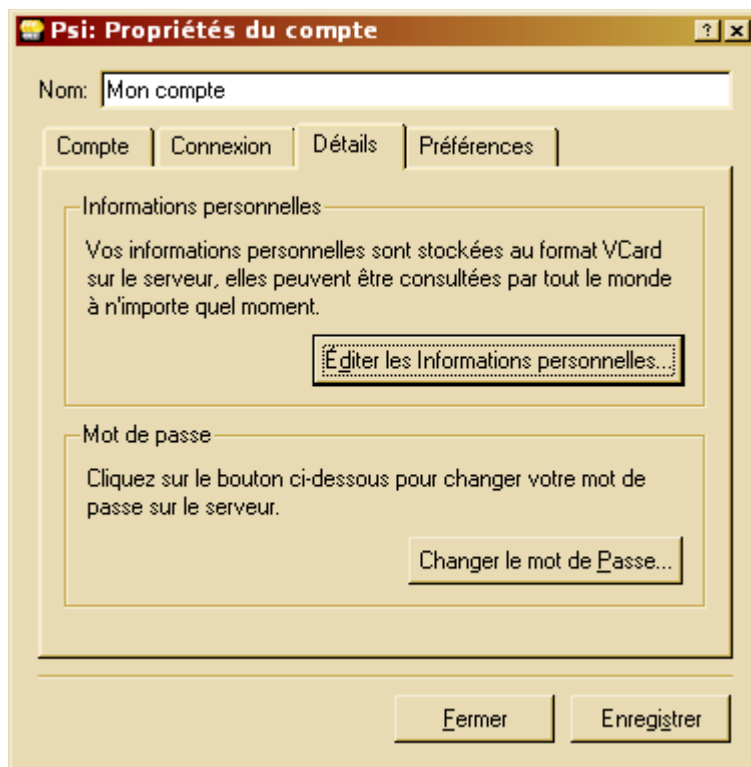 Psi: Propriétés du compte
Nom: Mon compte
Compte Connexion Détails Préférences
Informations personnelles
Vos informations personnelles sont stockées au format VCard
sur le serveur, elles peuvent être consultées par tout le monde
à n'importe quel moment.
Éditer les Informations personnelles...
Mot de passe
Cliquez sur le bouton ci-dessous pour changer votre mot de
passe sur le serveur.
Changer le mot de Passe...
Fermer Enregistrer